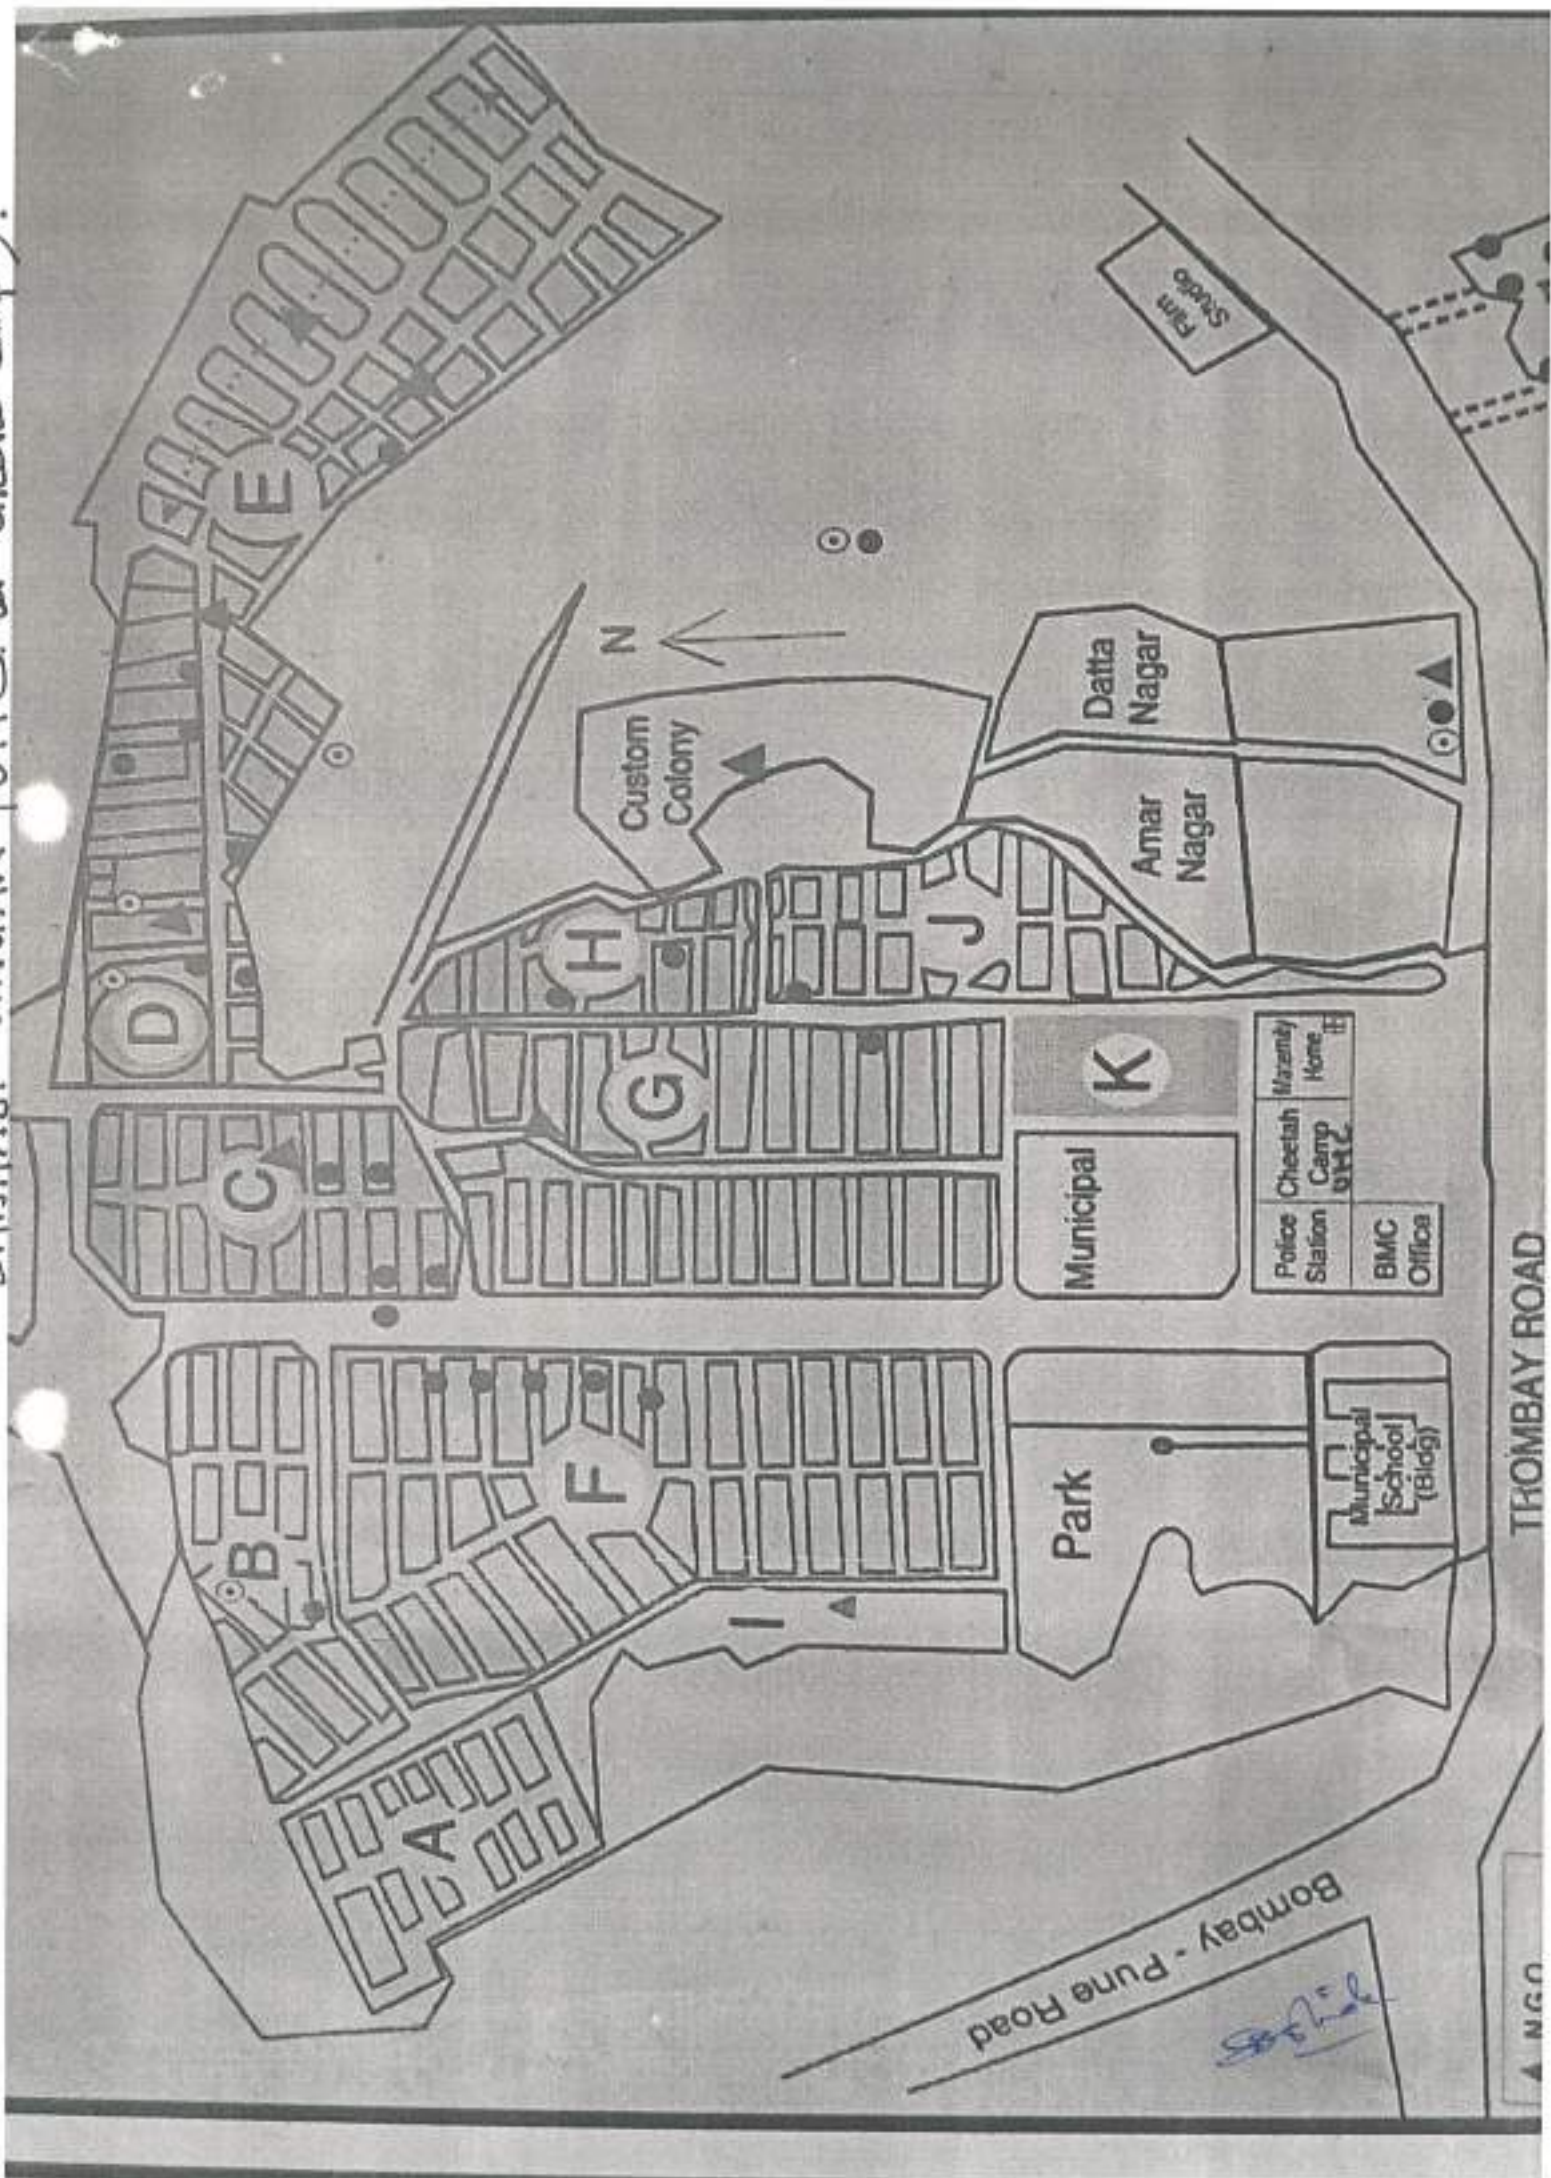 E
D
C
B
A
F
G
H
I
J
K
N
Custom
Colony
Datta
Nagar
Amar
Nagar
Film
Studio
Municipal
Park
Police
Station
Cheetah
Camp
Maternity
Home
BMC
Office
Municipal
School
(Bldg)
TROMBAY ROAD
Bombay - Pune Road
N.G.O